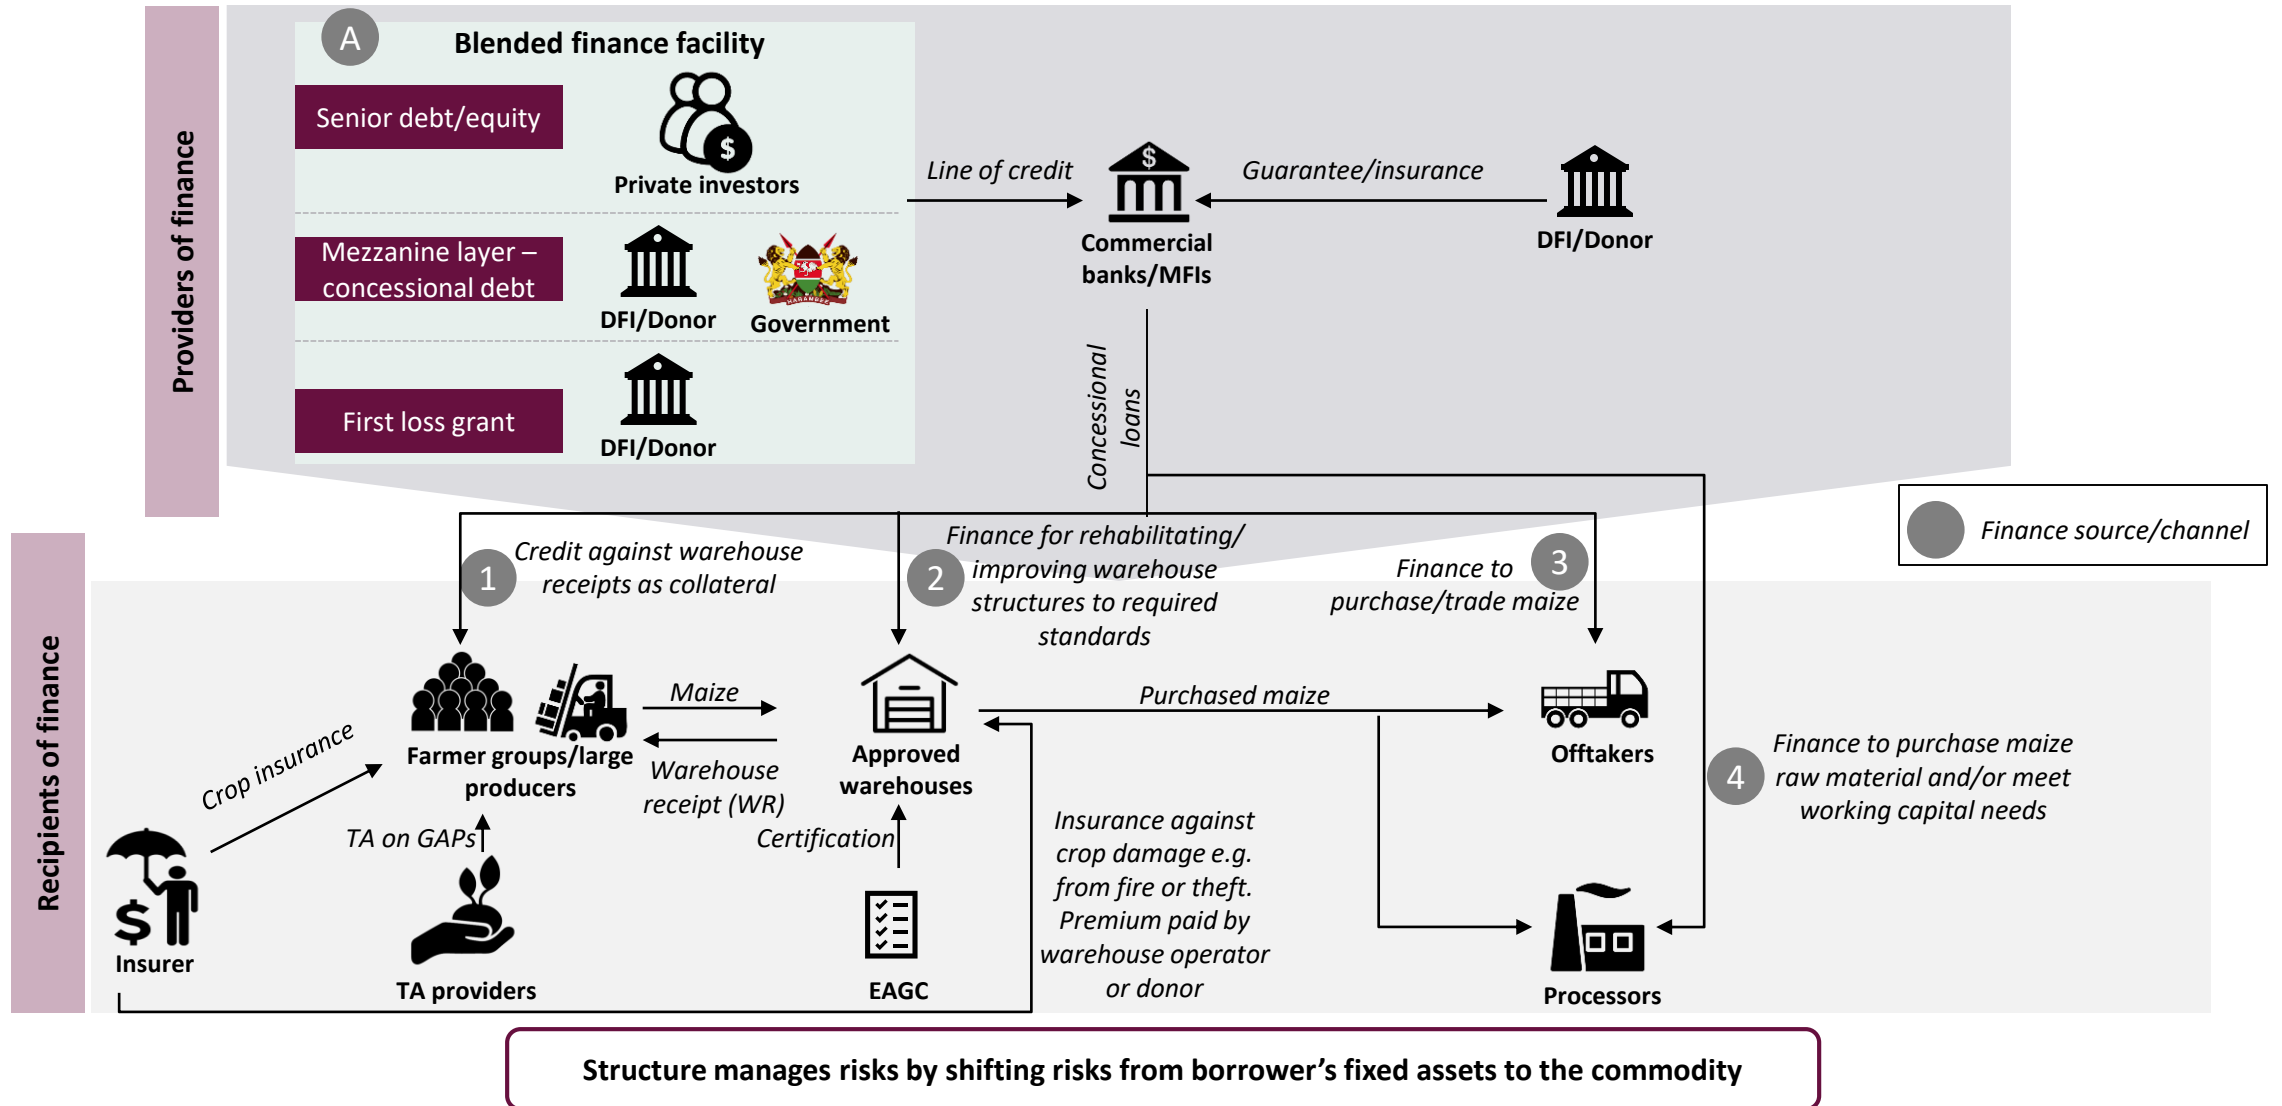 Providers of finance
A
Blended finance facility
Senior debt/equity
$
Private investors
Mezzanine layer –
concessional debt
DFI/Donor
HARAMBEE
Government
First loss grant
DFI/Donor
Line of credit
$
Commercial
banks/MFIs
Guarantee/insurance
DFI/Donor
Concessional
loans
Finance source/channel
Recipients of finance
1
Credit against warehouse
receipts as collateral
2
Finance for rehabilitating/
improving warehouse
structures to required
standards
3
Finance to
purchase/trade maize
Farmer groups/large
producers
Maize
Warehouse
receipt (WR)
Approved
warehouses
Purchased maize
Offtakers
4
Finance to purchase maize
raw material and/or meet
working capital needs
Crop insurance
$
Insurer
TA on GAPs
TA providers
Certification
EAGC
Insurance against
crop damage e.g.
from fire or theft.
Premium paid by
warehouse operator
or donor
Processors
Structure manages risks by shifting risks from borrower’s fixed assets to the commodity